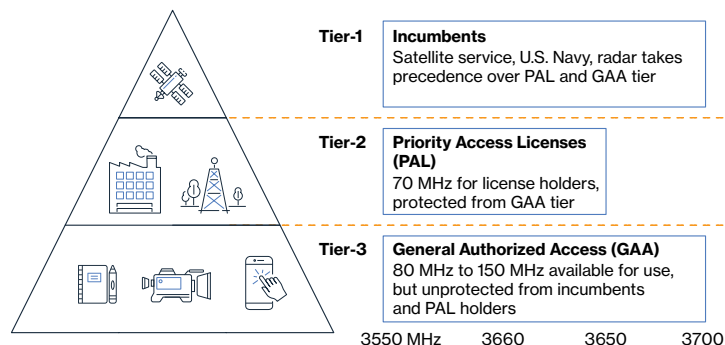 Tier-1
Incumbents
Satellite service, U.S. Navy, radar takes
precedence over PAL and GAA tier
Tier-2
Priority Access Licenses
(PAL)
70 MHz for license holders,
protected from GAA tier
Tier-3
General Authorized Access (GAA)
80 MHz to 150 MHz available for use,
but unprotected from incumbents
and PAL holders
3550 MHz 3660 3650 3700